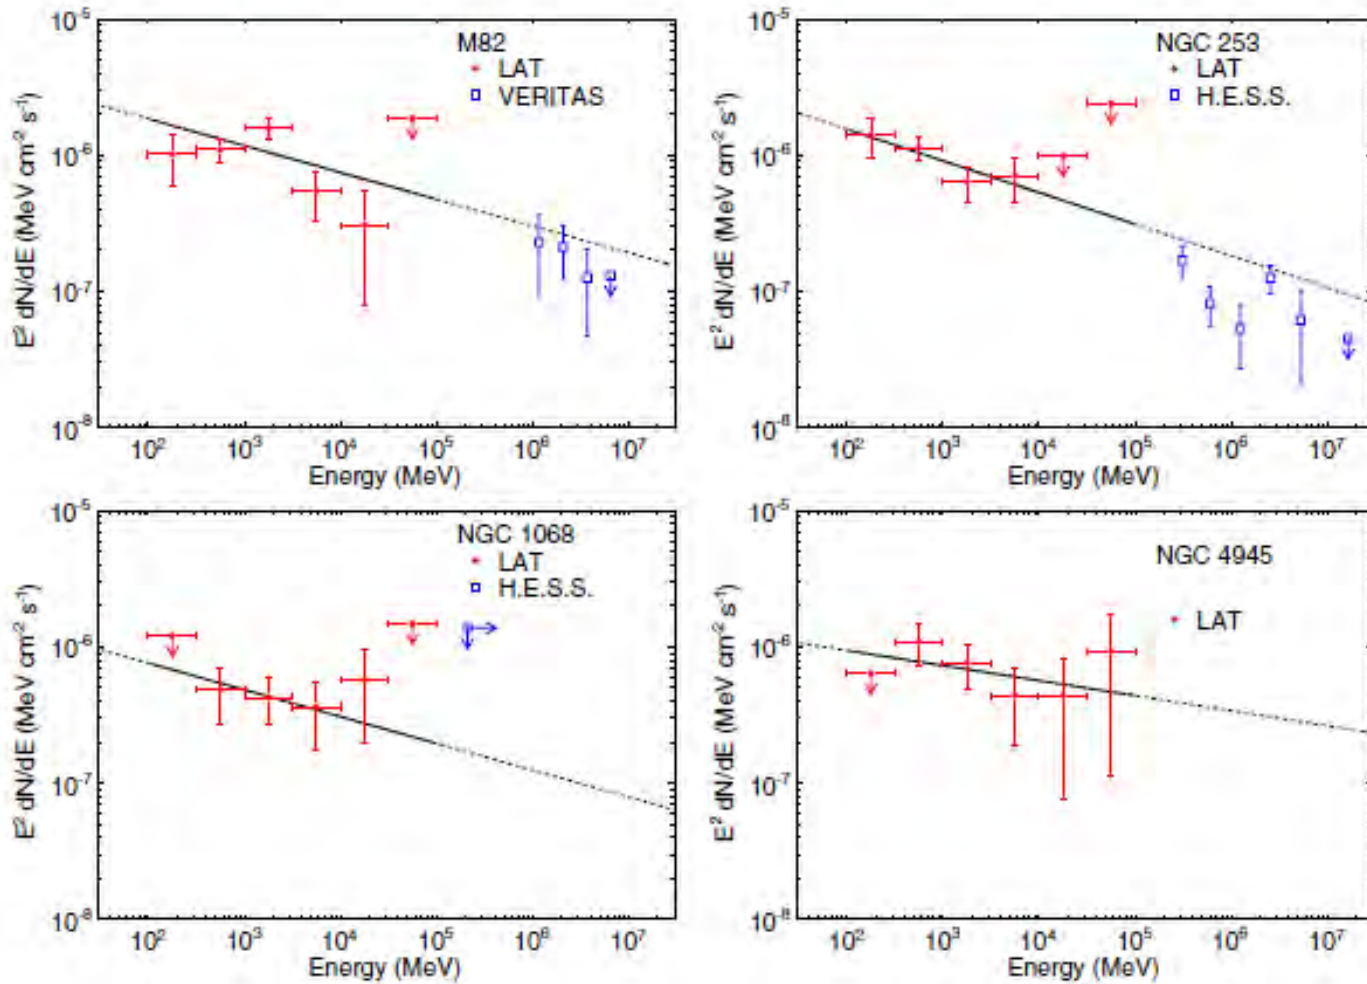 10⁻⁵
10⁻⁶
10⁻⁷
10⁻⁸
E² dN/dE (MeV cm⁻² s⁻¹)
M82
LAT
VERITAS
10² 10³ 10⁴ 10⁵ 10⁶ 10⁷
Energy (MeV)
10⁻⁵
10⁻⁶
10⁻⁷
10⁻⁸
E² dN/dE (MeV cm⁻² s⁻¹)
NGC 253
LAT
H.E.S.S.
10² 10³ 10⁴ 10⁵ 10⁶ 10⁷
Energy (MeV)
10⁻⁵
10⁻⁶
10⁻⁷
10⁻⁸
E² dN/dE (MeV cm⁻² s⁻¹)
NGC 1068
LAT
H.E.S.S.
10² 10³ 10⁴ 10⁵ 10⁶ 10⁷
Energy (MeV)
10⁻⁵
10⁻⁶
10⁻⁷
10⁻⁸
E² dN/dE (MeV cm⁻² s⁻¹)
NGC 4945
LAT
10² 10³ 10⁴ 10⁵ 10⁶ 10⁷
Energy (MeV)